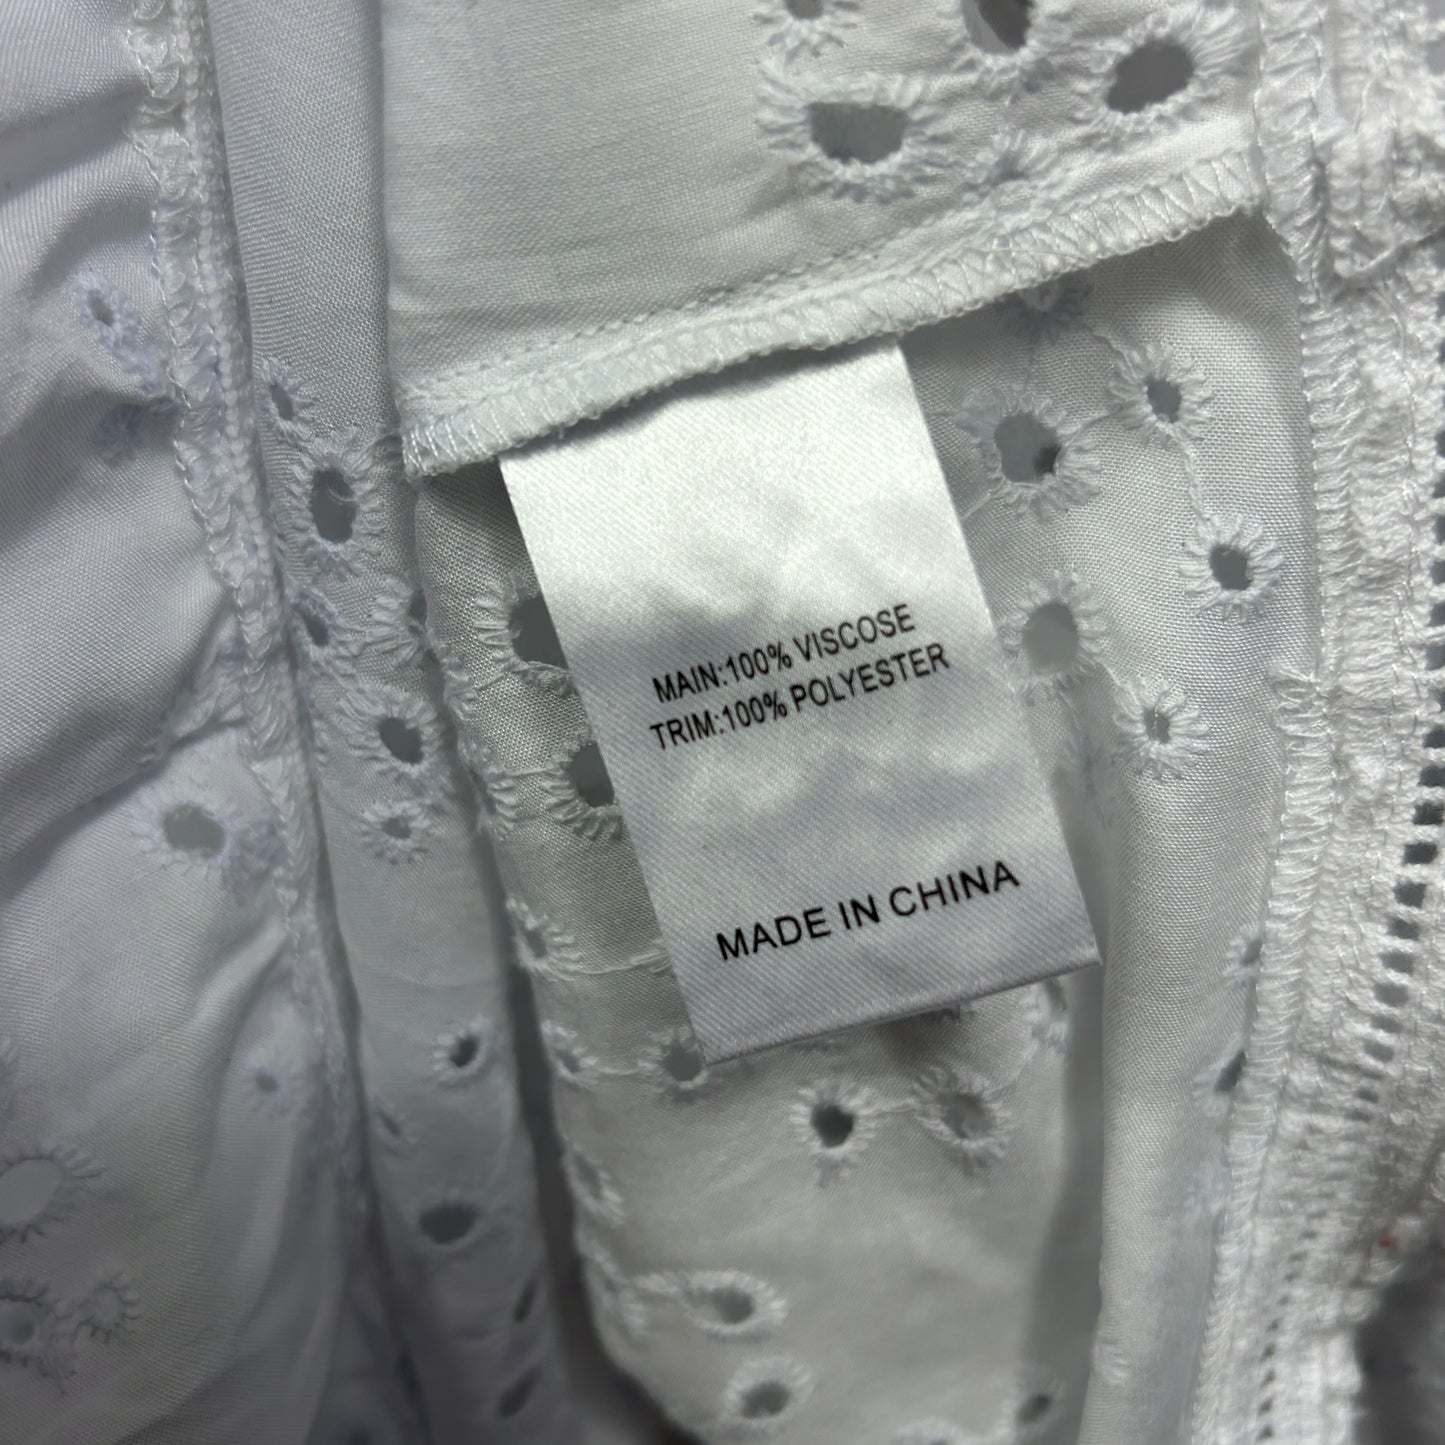 MAIN:100% VISCOSE
TRIM:100% POLYESTER
MADE IN CHINA